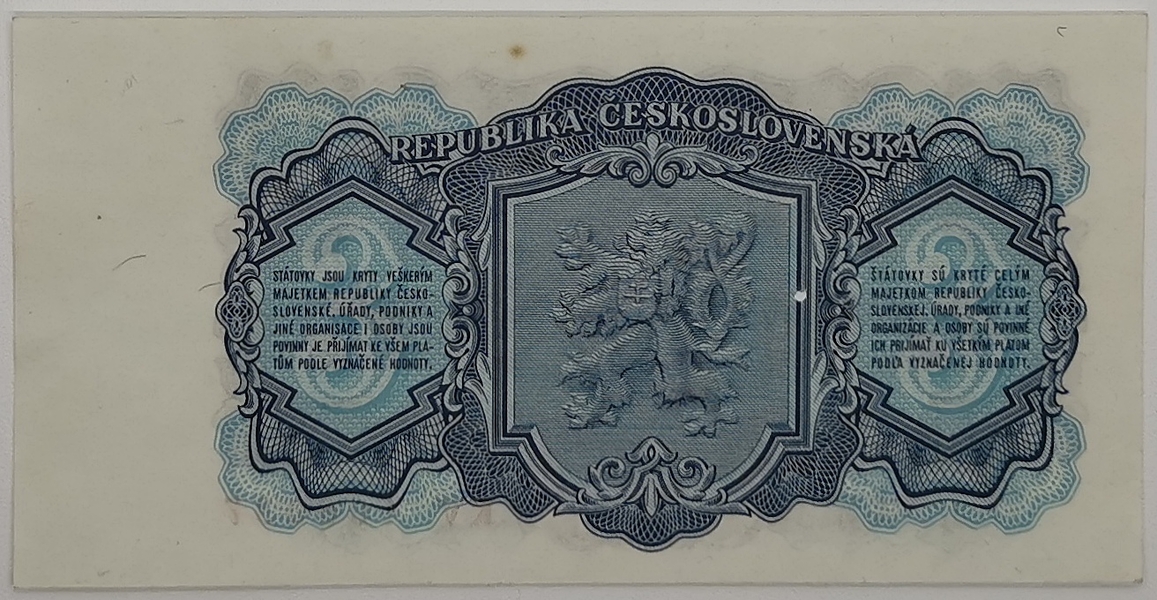 REPUBLIKA ČESKOSLOVENSKÁ
3
STÁTOVKY JSOU KRYTY VEŠKERÝM
MAJETKEM REPUBLIKY ČESKO-
SLOVENSKÉ. ÚŘADY, PODNIKY A
JINÉ ORGANISACE I OSOBY JSOU
POVINNY JE PŘIJÍMAT KE VŠEM PLA-
TŮM PODLE VYZNAČENÉ HODNOTY.
3
ŠTÁTOVKY SÚ KRYTÉ CELÝM
MAJETKOM REPUBLIKY ČESKO-
SLOVENSKEJ. ÚRADY, PODNIKY A INÉ
ORGANIZÁCIE A OSOBY SÚ POVINNÉ
ICH PRIJÍMAŤ KU VŠETKÝM PLATOM
PODĽA VYZNAČENEJ HODNOTY.